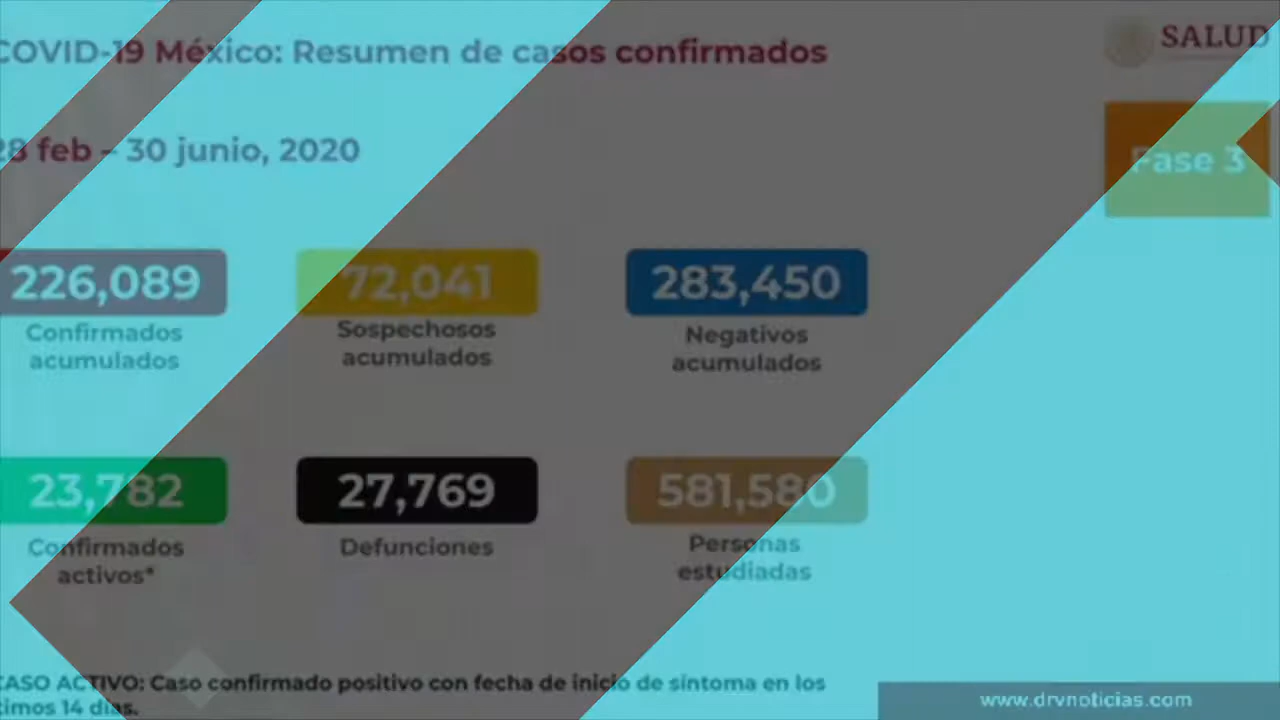 COVID-19 México: Resumen de casos confirmados
SALUD
28 feb – 30 junio, 2020
Fase 3
226,089
72,041
283,450
Confirmados
acumulados
Sospechosos
acumulados
Negativos
acumulados
23,782
27,769
581,580
Confirmados
activos*
Defunciones
Personas
estudiadas
CASO ACTIVO: Caso confirmado positivo con fecha de inicio de síntoma en los
timos 14 días.
www.drvnoticias.com